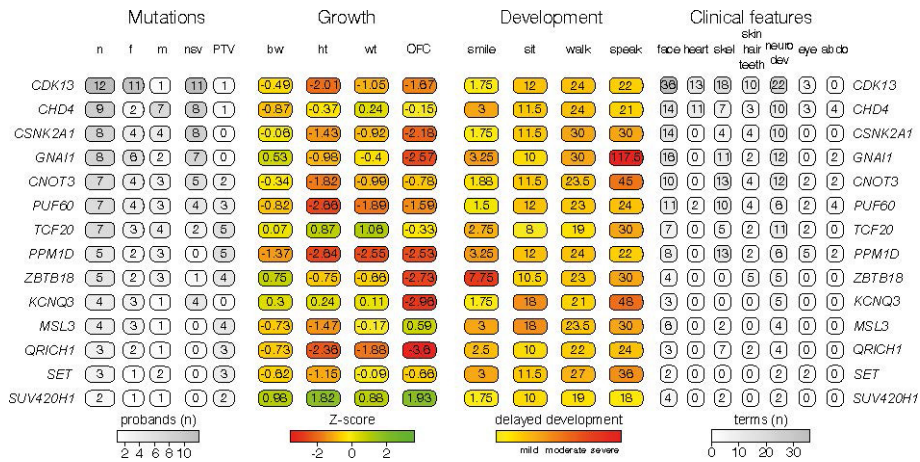 Mutations Growth Development Clinical features
n f m nsv PTV bw ht wt OFC smile sit walk speak face heart skel skin hair teeth neuro dev eye abdo
CDK13 12 11 1 11 1 -0.49 -2.01 -1.05 -1.67 1.75 12 24 22 36 13 18 10 22 3 0 CDK13
CHD4 9 2 7 8 1 -0.87 -0.37 0.24 -0.15 3 11.5 24 21 14 11 7 3 10 3 4 CHD4
CSNK2A1 8 4 4 8 0 -0.06 -1.43 -0.92 -2.18 1.75 11.5 30 30 14 0 4 4 10 0 0 CSNK2A1
GNAI1 8 6 2 7 0 0.53 -0.98 -0.4 -2.57 3.25 10 30 117.5 16 0 11 2 12 0 2 GNAI1
CNOT3 7 4 3 5 2 -0.34 -1.82 -0.99 -0.78 1.88 11.5 23.5 45 10 0 13 4 12 2 2 CNOT3
PUF60 7 4 3 4 3 -0.82 -2.66 -1.89 -1.59 1.5 12 23 24 11 2 10 4 6 4 3 PUF60
TCF20 7 3 4 2 5 0.07 0.87 1.06 -0.33 2.75 8 19 30 7 0 5 2 11 2 0 TCF20
PPM1D 5 2 3 0 5 -1.37 -2.64 -2.55 -2.53 3.25 12 24 22 8 0 13 2 6 5 2 PPM1D
ZBTB18 5 2 3 1 4 0.75 -0.75 -0.66 -2.73 7.75 10.5 23 30 4 0 0 0 5 0 0 ZBTB18
KCNQ3 4 3 1 4 0 0.3 0.24 0.11 -2.96 1.75 18 21 48 0 0 0 0 4 0 0 KCNQ3
MSL3 4 3 1 0 4 -0.73 -1.47 -0.17 0.59 3 18 23.5 30 6 0 2 0 4 0 0 MSL3
QRICH1 3 2 1 0 3 -0.73 -2.36 -1.88 -3.6 2.5 10 22 24 3 0 7 2 4 0 0 QRICH1
SET 3 1 2 0 3 -0.62 -1.15 -0.09 -0.66 3 11.5 27 36 2 0 0 0 2 2 0 SET
SUV420H1 2 1 1 0 2 0.98 1.82 0.88 1.93 1.75 10 19 18 4 0 0 0 2 0 0 SUV420H1
probands (n) Z-score delayed development terms (n)
2 4 6 8 10 -2 0 2 mild moderate severe 0 10 20 30